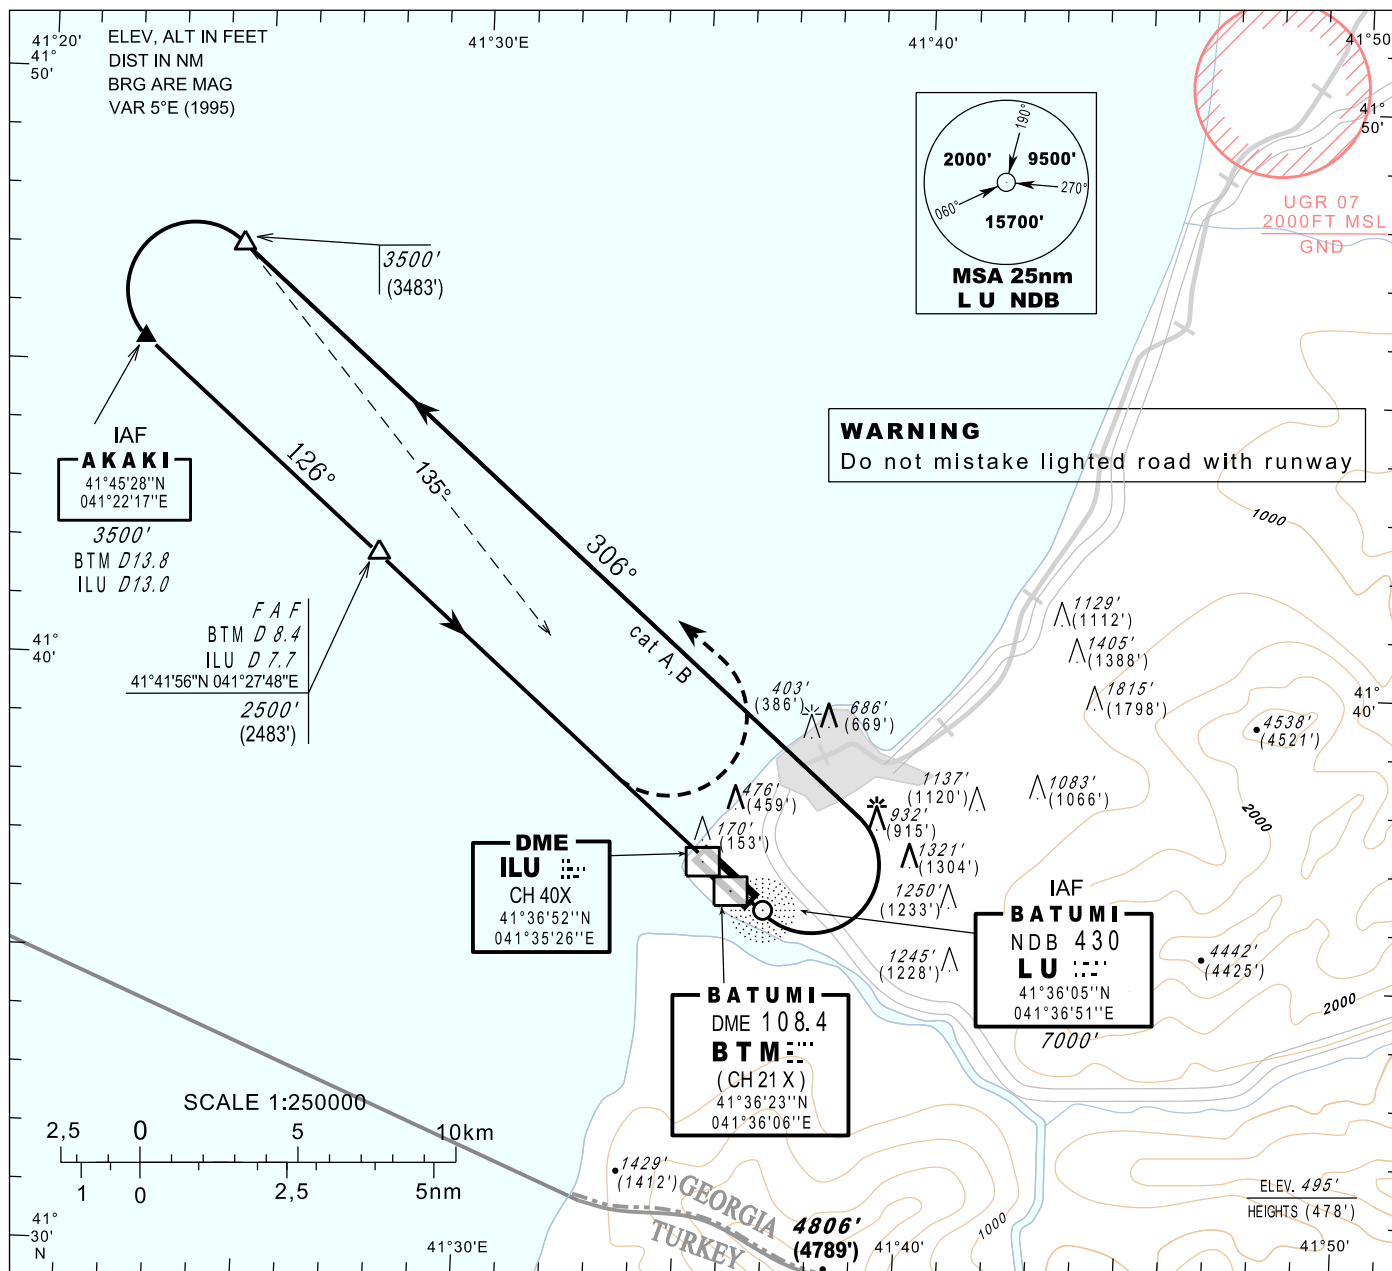 41°20'
41°
50'
ELEV, ALT IN FEET
DIST IN NM
BRG ARE MAG
VAR 5°E (1995)
41°30'E
41°40'
41°50'
41°
50'
190°
2000'
9500'
270°
060°
15700'
MSA 25nm
L U NDB
UGR 07
2000FT MSL
GND
3500'
(3483')
WARNING
Do not mistake lighted road with runway
IAF
AKAKI
41°45'28"N
041°22'17"E
3500'
BTM D13.8
ILU D13.0
126°
135°
306°
cat A,B
1000
F A F
BTM D 8.4
ILU D 7.7
41°41'56"N 041°27'48"E
2500'
(2483')
41°
40'
41°
40'
1129'
(1112')
1405'
(1388')
1815'
(1798')
403'
(386')
686'
(669')
4538'
(4521')
1137'
(1120')
1083'
(1066')
476'
(459')
932'
(915')
2000
170'
(153')
1321'
(1304')
DME
ILU
CH 40X
41°36'52"N
041°35'26"E
1250'
(1233')
IAF
BATUMI
NDB 430
LU
41°36'05"N
041°36'51"E
7000'
1245'
(1228')
4442'
(4425')
2000
BATUMI
DME 108.4
BTM
(CH 21 X)
41°36'23"N
041°36'06"E
SCALE 1:250000
2,5 0 5 10km
1 0 2,5 5nm
1429'
(1412')
GEORGIA
TURKEY
4806'
(4789')
1000
ELEV. 495'
HEIGHTS (478')
41°
30'
N
41°30'E
41°40'
41°50'